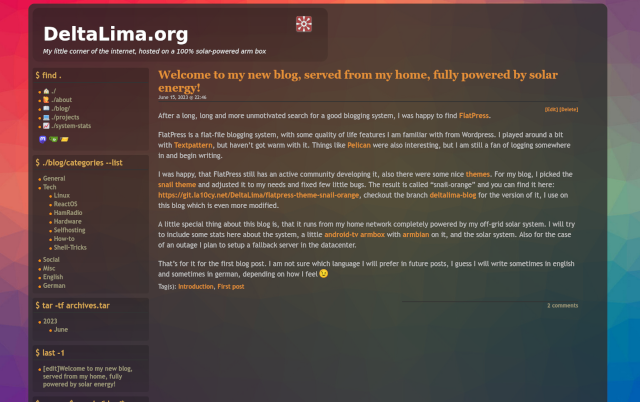 DeltaLima.org
My little corner of the internet, hosted on a 100% solar-powered arm box
$ find .
./
./about
./blog/
./projects
./system-stats
$ ./blog/categories --list
General
Tech
Linux
ReactOS
HamRadio
Hardware
Selfhosting
How-to
Shell-Tricks
Social
Misc
English
German
$ tar -tf archives.tar
2023
June
$ last -1
[edit]Welcome to my new blog,
served from my home, fully
powered by solar energy!
Welcome to my new blog, served from my home, fully powered by solar
energy!
June 15, 2023 @ 22:46
[Edit] [Delete]
After a long, long and more unmotivated search for a good blogging system, I was happy to find FlatPress.
FlatPress is a flat-file blogging system, with some quality of life features I am familiar with from Wordpress. I played around a bit
with Textpattern, but haven't got warm with it. Things like Pelican were also interesting, but I am still a fan of logging somewhere
in and begin writing.
I was happy, that FlatPress still has an active community developing it, also there were some nice themes. For my blog, I picked the
snail theme and adjusted it to my needs and fixed few little bugs. The result is called “snail-orange” and you can find it here:
https://git.la10cy.net/DeltaLima/flatpress-theme-snail-orange, checkout the branch deltalima-blog for the version of it, I use on
this blog which is even more modified.
A little special thing about this blog is, that it runs from my home network completely powered by my off-grid solar system. I will try
to include some stats here about the system, a little android-tv armbox with armbian on it, and the solar system. Also for the case
of an outage I plan to setup a fallback server in the datacenter.
That's for it for the first blog post. I am not sure which language I will prefer in future posts, I guess I will write sometimes in english
and sometimes in german, depending on how I feel 😉
Tag(s): Introduction, First post
2 comments